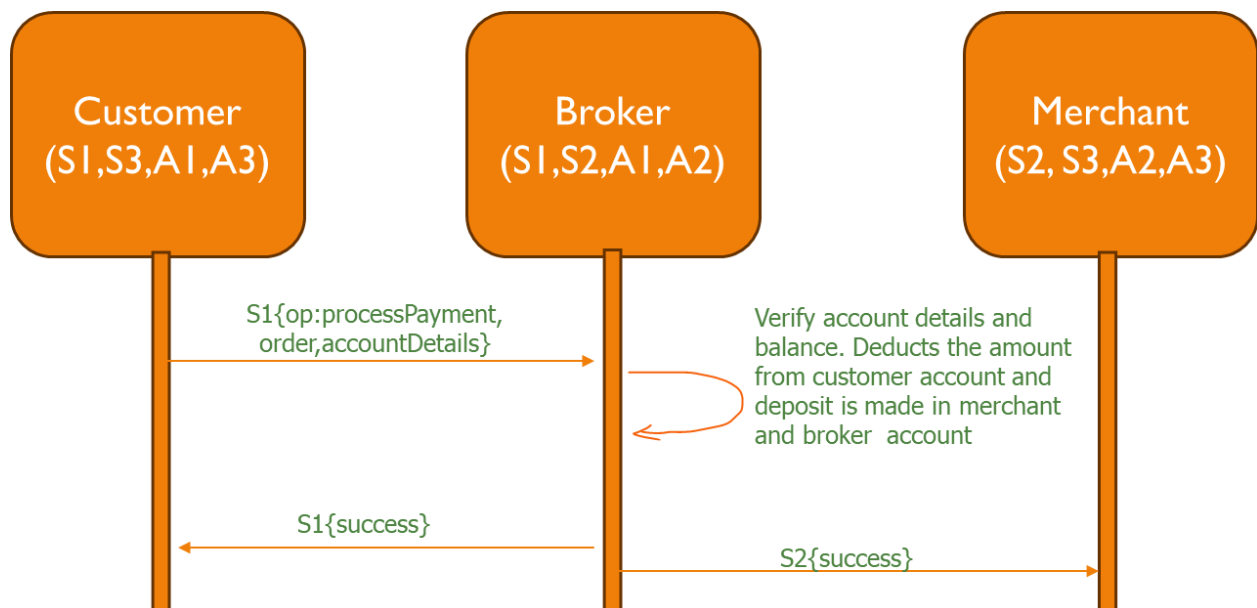 Customer
(S1,S3,A1,A3)
Broker
(S1,S2,A1,A2)
Merchant
(S2, S3,A2,A3)
S1{op:processPayment,
order,accountDetails}
Verify account details and
balance. Deducts the amount
from customer account and
deposit is made in merchant
and broker  account
S1{success}
S2{success}